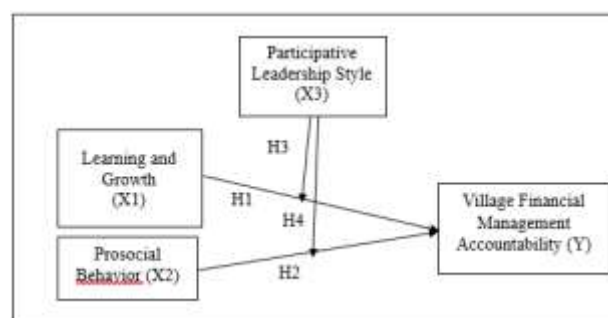 Participative
Leadership Style
(X3)
H3
Learning and
Growth
(X1)
H1
H4
Village Financial
Management
Accountability (Y)
Prosocial
Behavior (X2)
H2